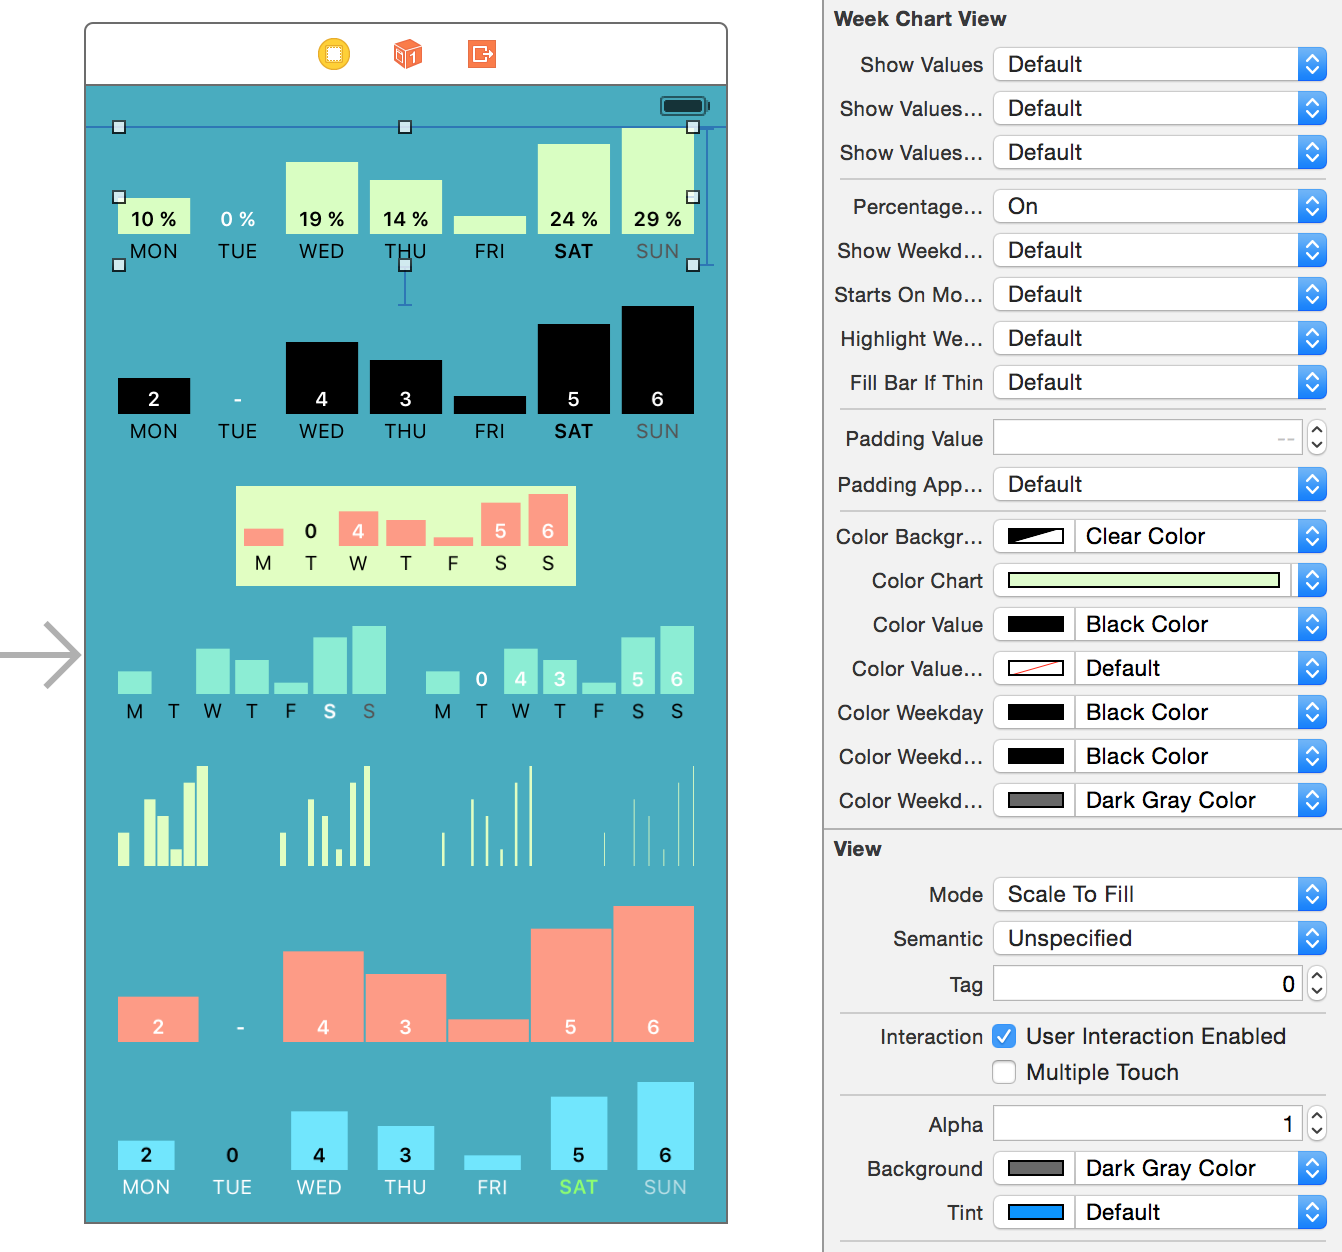 10 % 0 % 19 % 14 % 24 % 29 %
MON TUE WED THU FRI SAT SUN
2 - 4 3 5 6
MON TUE WED THU FRI SAT SUN
0 4 5 6
M T W T F S S
0 4 3 5 6
M T W T F S S M T W T F S S
2 - 4 3 5 6
2 0 4 3 5 6
MON TUE WED THU FRI SAT SUN
Week Chart View
Show Values Default
Show Values... Default
Show Values... Default
Percentage... On
Show Weekd... Default
Starts On Mo... Default
Highlight We... Default
Fill Bar If Thin Default
Padding Value --
Padding App... Default
Color Backgr... Clear Color
Color Chart
Color Value Black Color
Color Value... Default
Color Weekday Black Color
Color Weekd... Black Color
Color Weekd... Dark Gray Color
View
Mode Scale To Fill
Semantic Unspecified
Tag 0
Interaction User Interaction Enabled
Multiple Touch
Alpha 1
Background Dark Gray Color
Tint Default